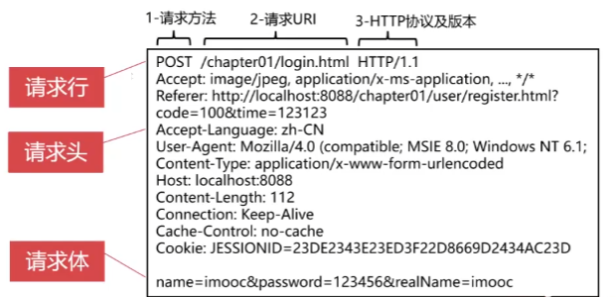 1-请求方法 2-请求URI 3-HTTP协议及版本
POST /chapter01/login.html HTTP/1.1
请求行
Accept: image/jpeg, application/x-ms-application, ..., */*
Referer: http://localhost:8088/chapter01/user/register.html?
code=100&time=123123
请求头
Accept-Language: zh-CN
User-Agent: Mozilla/4.0 (compatible; MSIE 8.0; Windows NT 6.1;
Content-Type: application/x-www-form-urlencoded
Host: localhost:8088
Content-Length: 112
Connection: Keep-Alive
Cache-Control: no-cache
Cookie: JESSIONID=23DE2343E23ED3F22D8669D2434AC23D
请求体
name=imooc&password=123456&realName=imooc